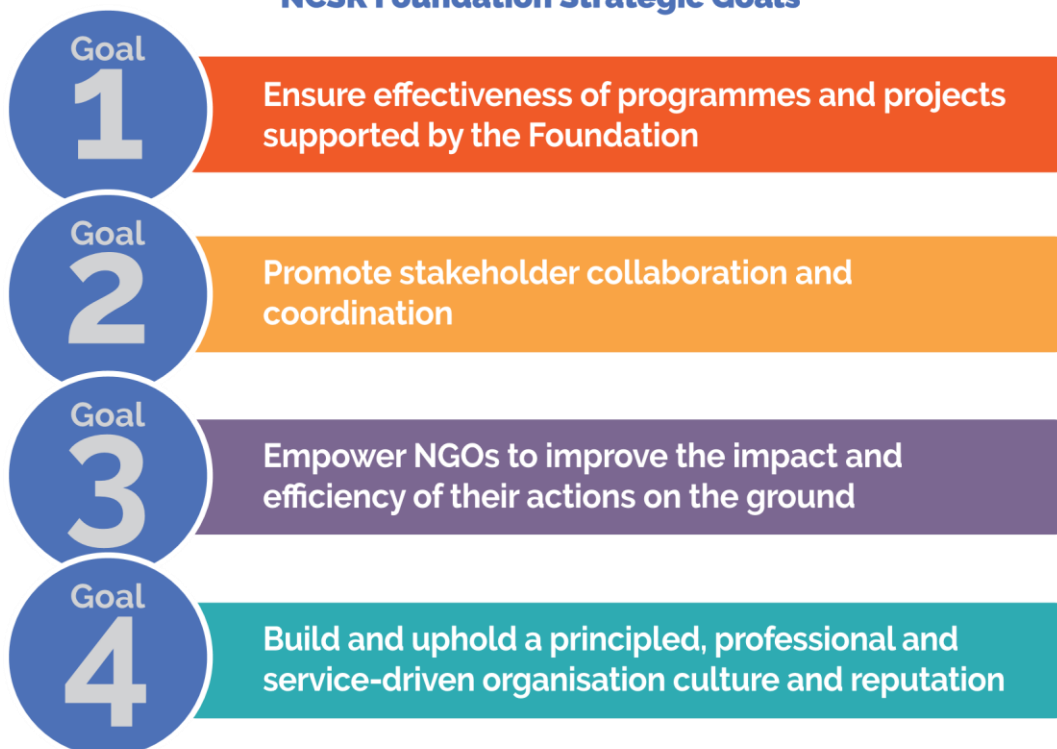 NCSR Foundation Strategic Goals
Goal
1
Ensure effectiveness of programmes and projects
supported by the Foundation
Goal
2
Promote stakeholder collaboration and
coordination
Goal
3
Empower NGOs to improve the impact and
efficiency of their actions on the ground
Goal
4
Build and uphold a principled, professional and
service-driven organisation culture and reputation